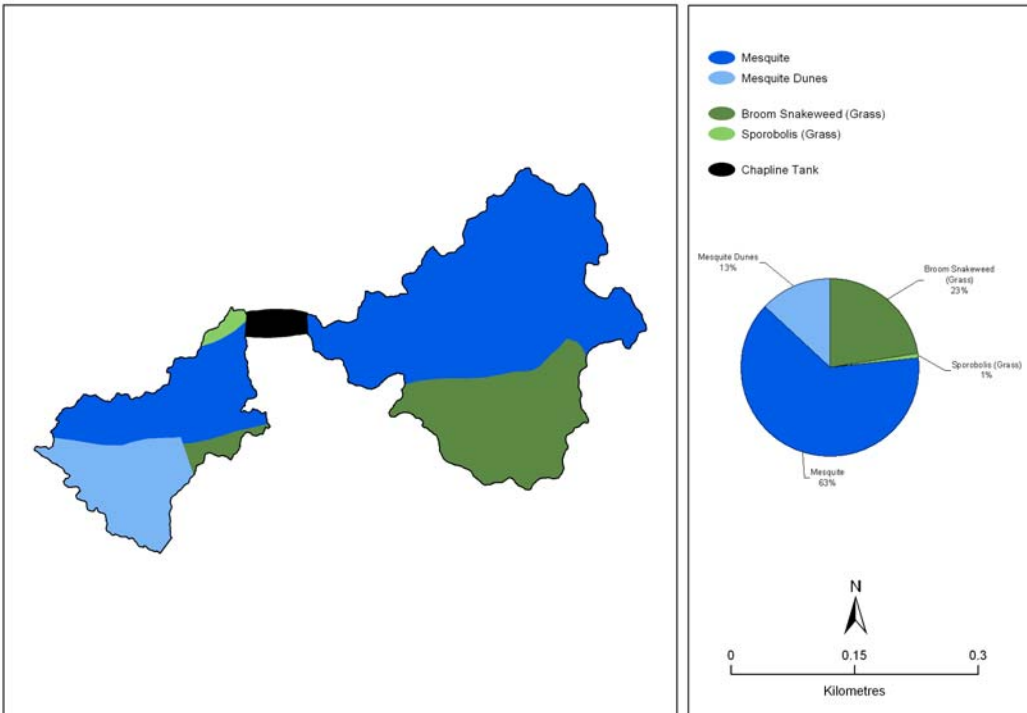 Mesquite
Mesquite Dunes
Broom Snakeweed (Grass)
Sporobolis (Grass)
Chapline Tank
Mesquite Dunes
13%
Broom Snakeweed
(Grass)
23%
Sporobolis (Grass)
1%
Mesquite
63%
N
0 0.15 0.3
Kilometres